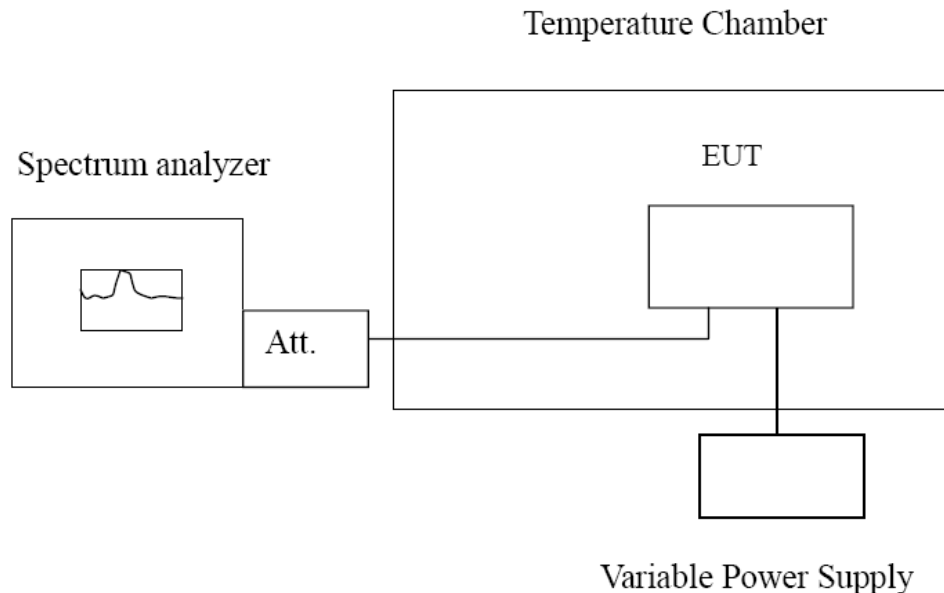 Temperature Chamber
Spectrum analyzer
EUT
Att.
Variable Power Supply